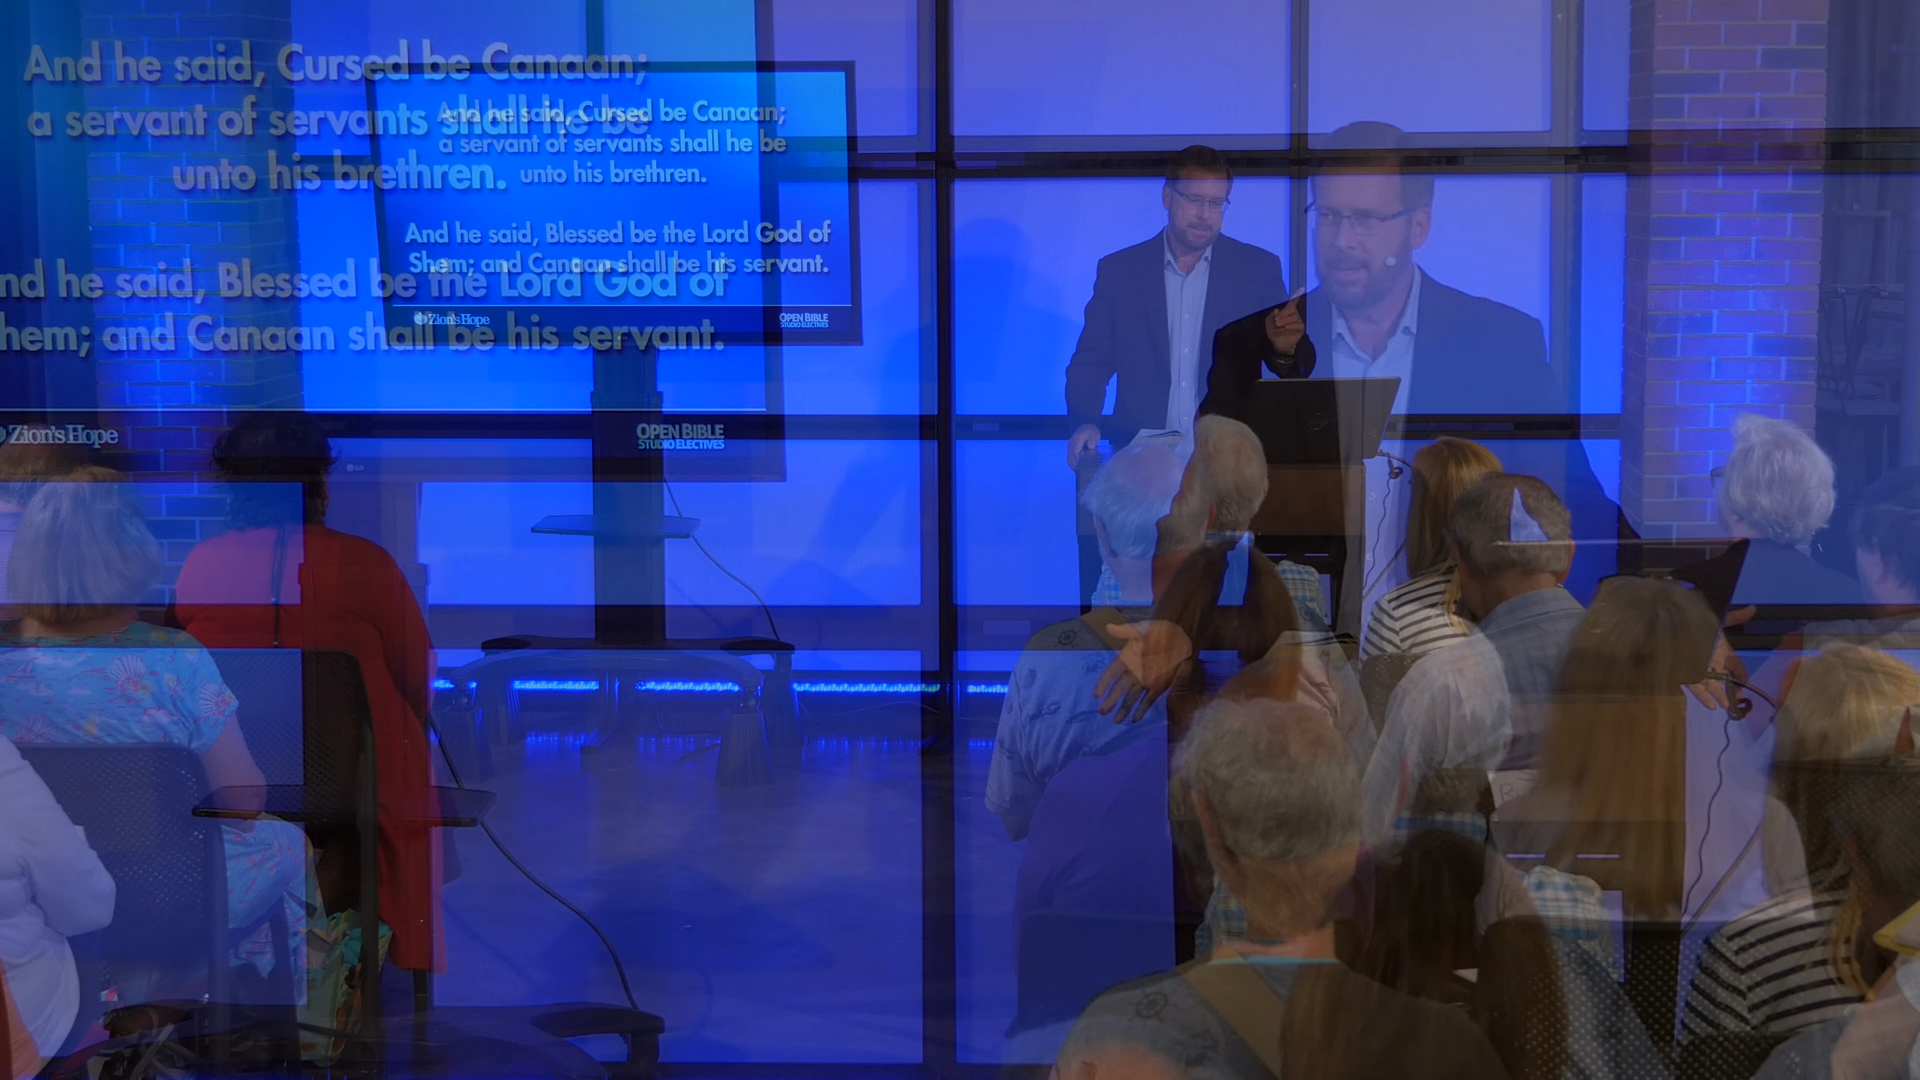 And he said, Cursed be Canaan;
a servant of servants shall he be
unto his brethren.
nd he said, Blessed be the Lord God of
hem; and Canaan shall be his servant.
Zion's Hope
OPEN BIBLE
STUDIO ELECTIVES
LG
And he said, Cursed be Canaan;
a servant of servants shall he be
unto his brethren.
And he said, Blessed be the Lord God of
Shem; and Canaan shall be his servant.
Zion's Hope
OPEN BIBLE
STUDIO ELECTIVES